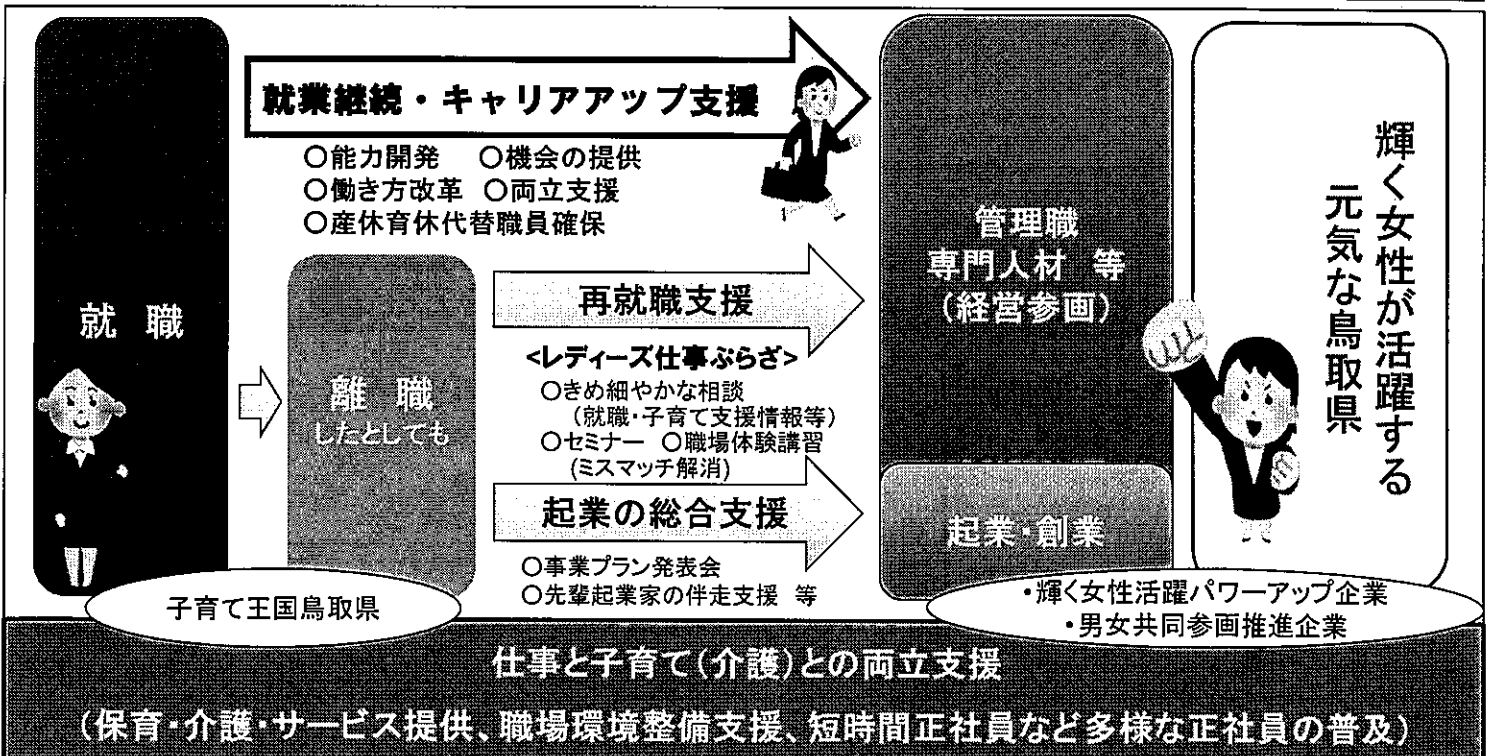 就 職
就業継続・キャリアアップ支援
○能力開発 ○機会の提供
○働き方改革 ○両立支援
○産休育休代替職員確保
離 職
したとしても
再就職支援
<レディーズ仕事ぷらざ>
○きめ細やかな相談
(就職・子育て支援情報等)
○セミナー ○職場体験講習
(ミスマッチ解消)
起業の総合支援
○事業プラン発表会
○先輩起業家の伴走支援 等
管理職
専門人材 等
(経営参画)
起業・創業
輝く女性が活躍する
元気な鳥取県
子育て王国鳥取県
・輝く女性活躍パワーアップ企業
・男女共同参画推進企業
仕事と子育て(介護)との両立支援
(保育・介護・サービス提供、職場環境整備支援、短時間正社員など多様な正社員の普及)